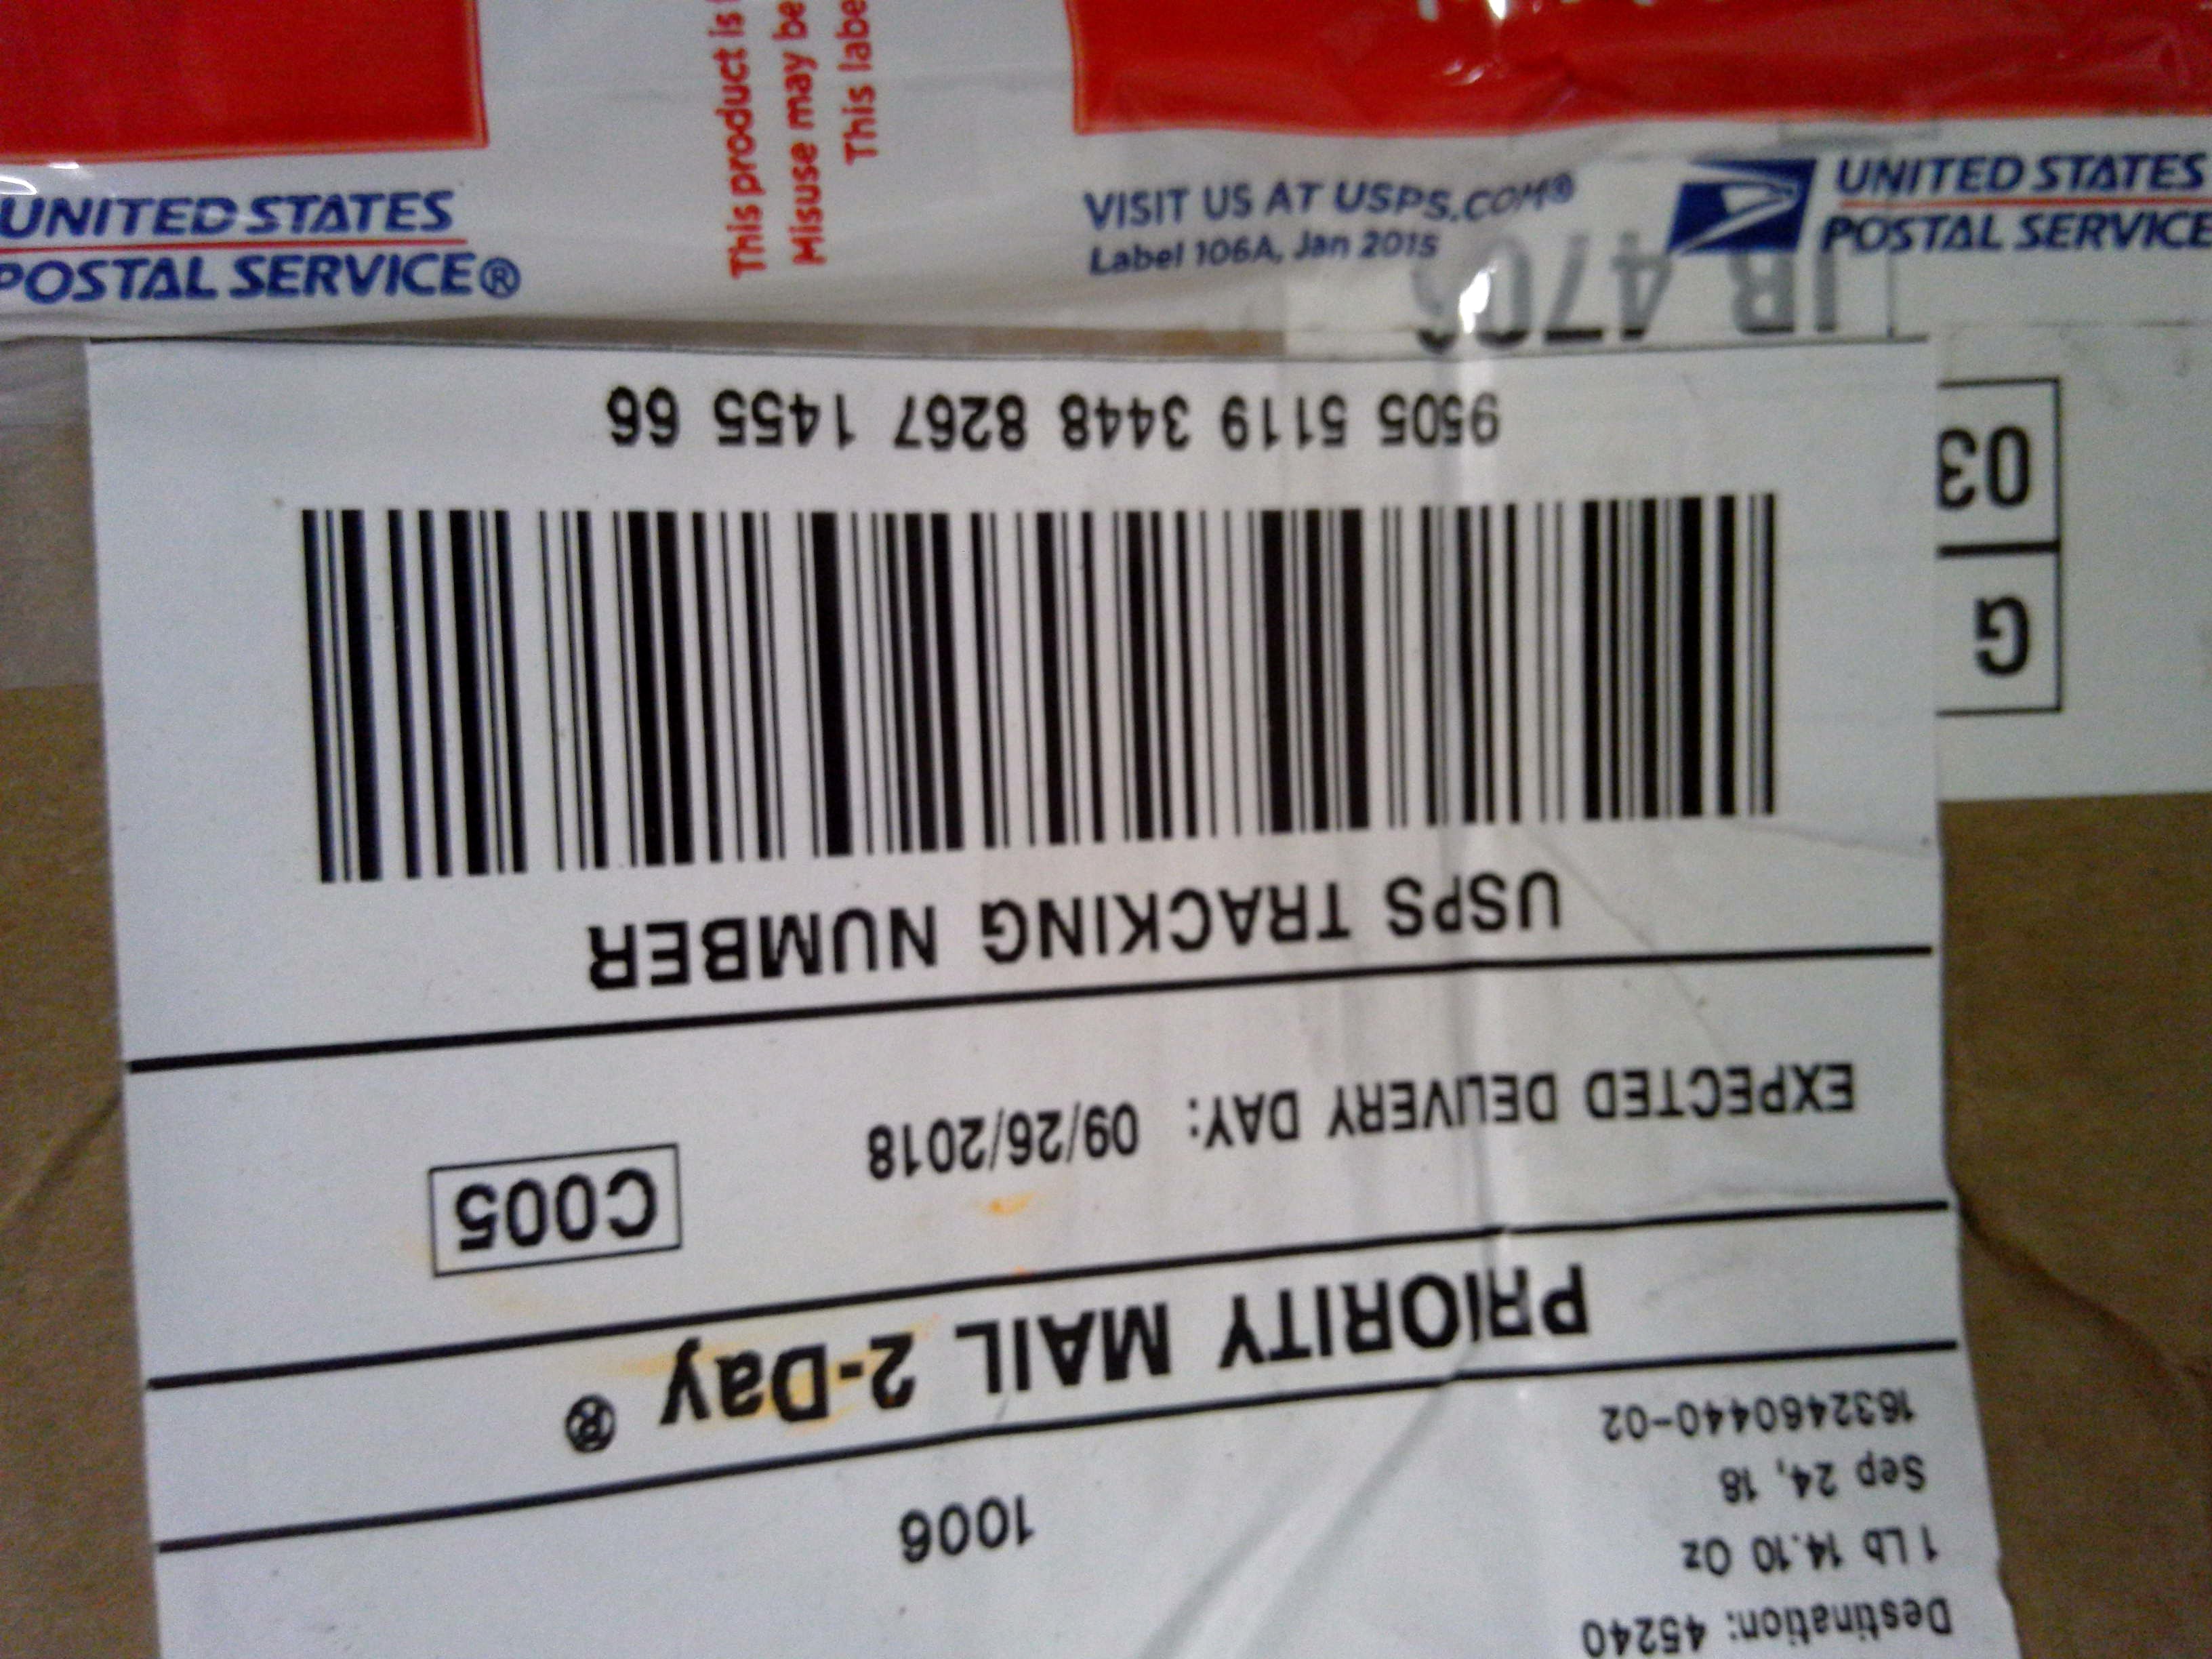 UNITED STATES
POSTAL SERVICE®
This product is
Misuse may be
This labe
VISIT US AT USPS.COM®
Label 106A, Jan 2015
UNITED STATES
POSTAL SERVICE
Destination: 45240
1 Lb 14.10 Oz
Sep 24, 18
1632460440-02
1006
PRIORITY MAIL 2-Day ®
EXPECTED DELIVERY DAY: 09/26/2018
C005
USPS TRACKING NUMBER
9505 5119 3448 8267 1455 66
G
03
JR